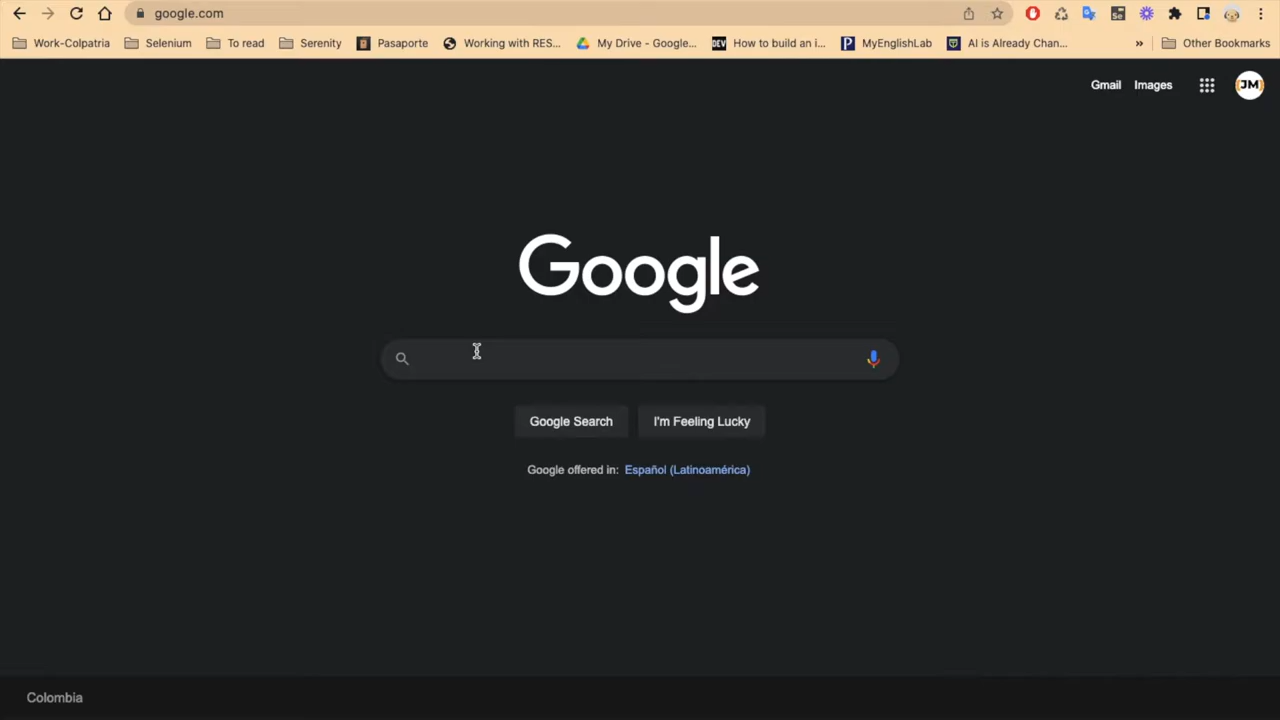 google.com
Work-Colpatria Selenium To read Serenity Pasaporte Working with RES... My Drive - Google... DEV How to build an i... MyEnglishLab AI is Already Chan... » Other Bookmarks
Gmail Images JM
Google
Google Search I'm Feeling Lucky
Google offered in: Español (Latinoamérica)
Colombia